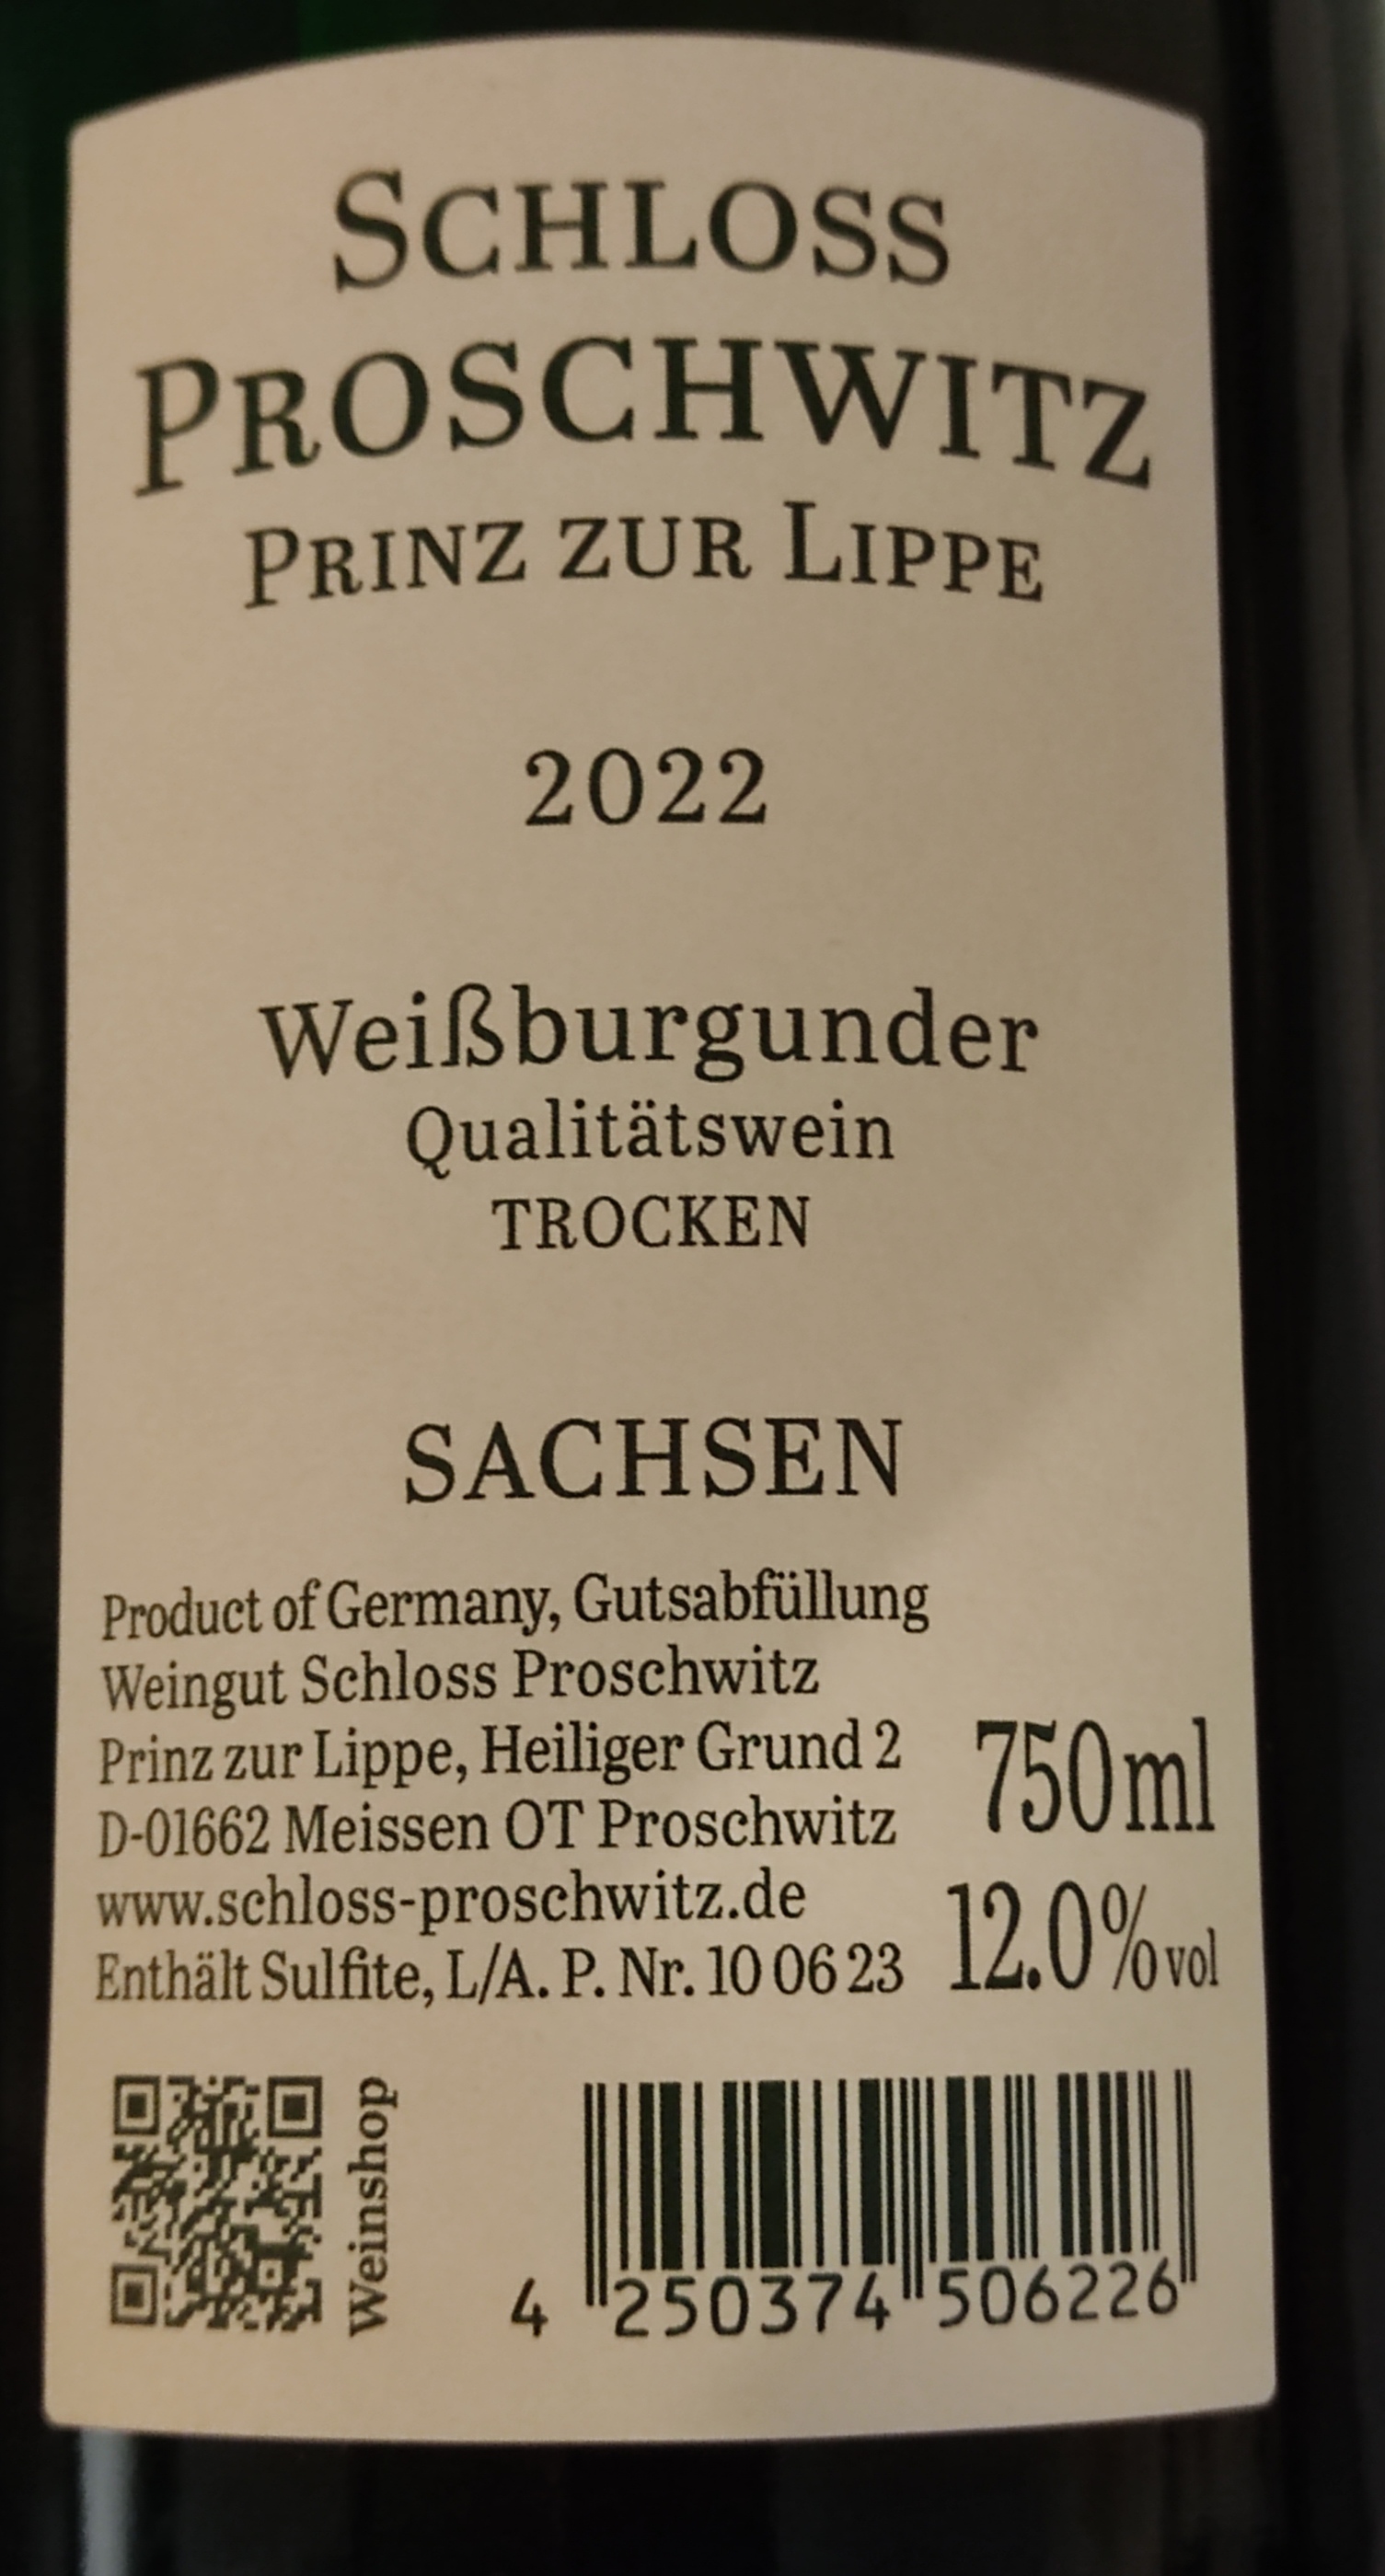 SCHLOSS
PROSCHWITZ
PRINZ ZUR LIPPE
2022
Weißburgunder
Qualitätswein
TROCKEN
SACHSEN
Product of Germany, Gutsabfüllung
Weingut Schloss Proschwitz
Prinz zur Lippe, Heiliger Grund 2
D-01662 Meissen OT Proschwitz
www.schloss-proschwitz.de
Enthält Sulfite, L/A. P. Nr. 10 06 23
750ml
12.0%vol
Weinshop
4 250374 506226